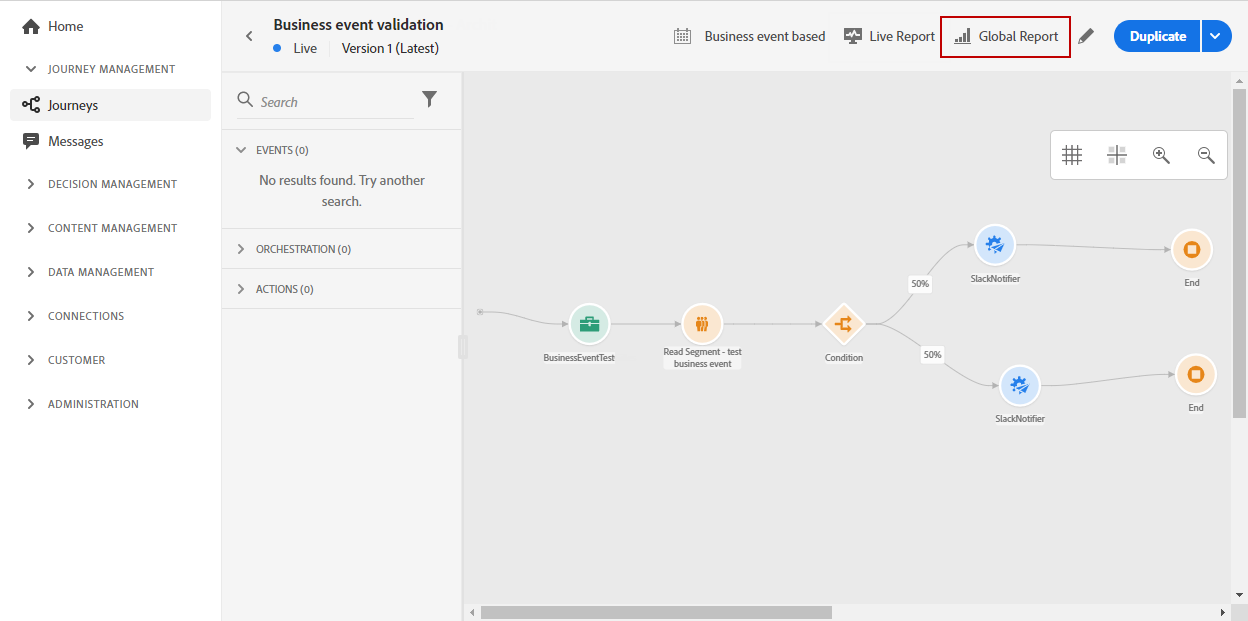 Home
JOURNEY MANAGEMENT
Journeys
Messages
DECISION MANAGEMENT
CONTENT MANAGEMENT
DATA MANAGEMENT
CONNECTIONS
CUSTOMER
ADMINISTRATION
Business event validation
Live Version 1 (Latest)
Business event based
Live Report
Global Report
Duplicate
Search
EVENTS (0)
No results found. Try another
search.
ORCHESTRATION (0)
ACTIONS (0)
BusinessEventTest
Read Segment - test
business event
Condition
50%
SlackNotifier
End
50%
SlackNotifier
End